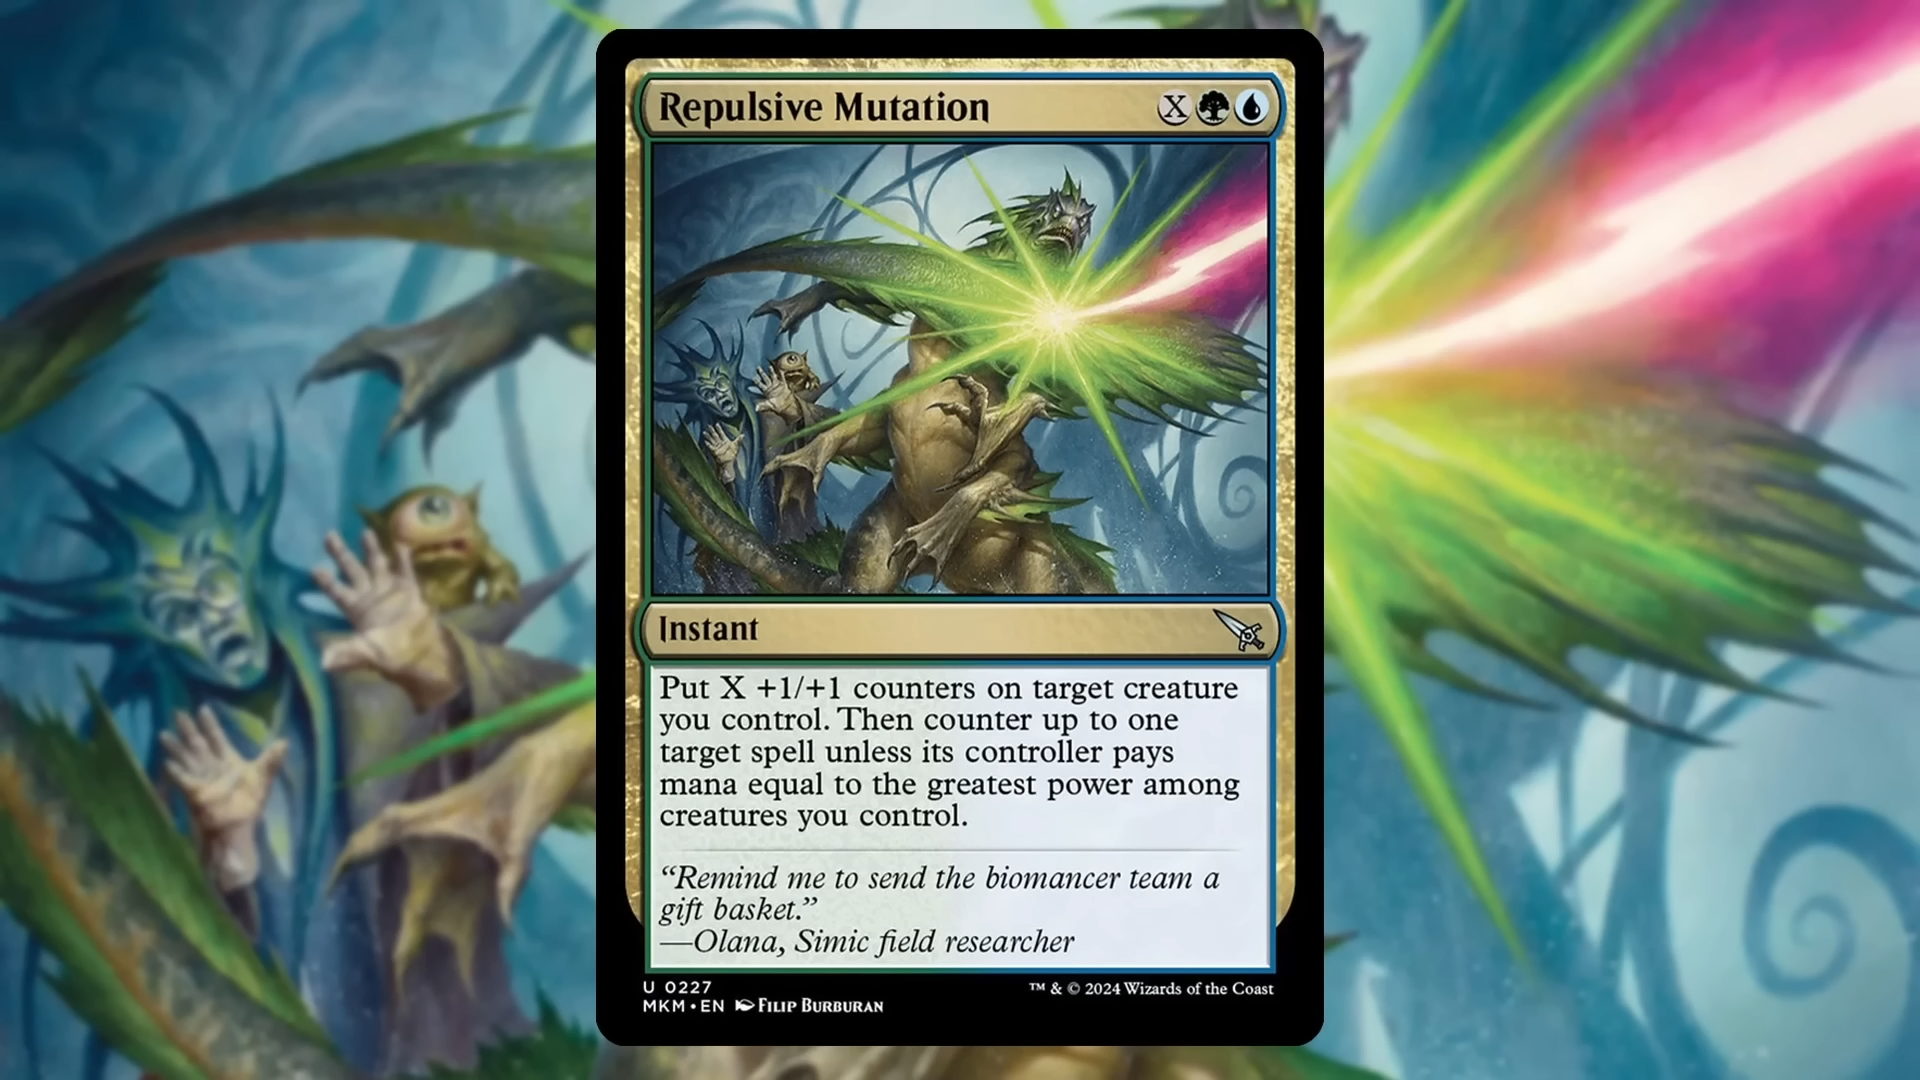 Repulsive Mutation X
Instant
Put X +1/+1 counters on target creature
you control. Then counter up to one
target spell unless its controller pays
mana equal to the greatest power among
creatures you control.
“Remind me to send the biomancer team a
gift basket.”
—Olana, Simic field researcher
U 0227
MKM • EN Filip Burburan
™ & © 2024 Wizards of the Coast